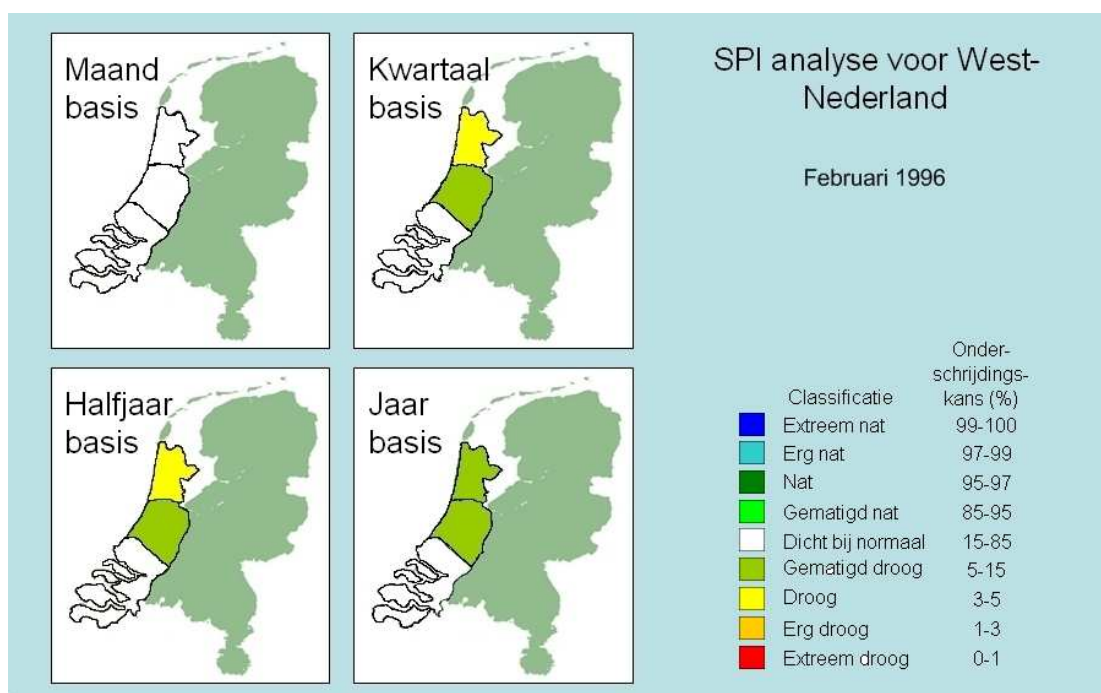 Maand
basis
Kwartaal
basis
SPI analyse voor West-
Nederland
Februari 1996
Halfjaar
basis
Jaar
basis
Onder-
schrijdings-
Classificatie kans (%)
Extreem nat 99-100
Erg nat 97-99
Nat 95-97
Gematigd nat 85-95
Dicht bij normaal 15-85
Gematigd droog 5-15
Droog 3-5
Erg droog 1-3
Extreem droog 0-1